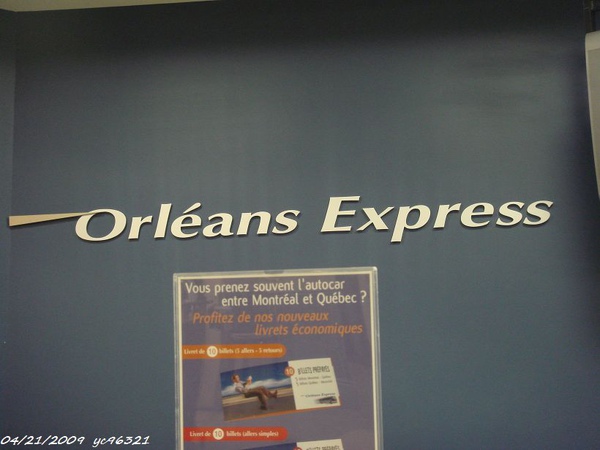 Orléans Express
Vous prenez souvent l'autocar
entre Montréal et Québec ?
Profitez de nos nouveaux
livrets économiques
Livret de 10 billets (5 allers - 5 retours)
10 BILLETS PRÉPAYÉS
Livret de 10 billets (allers simples)
04/21/2009 yc96321